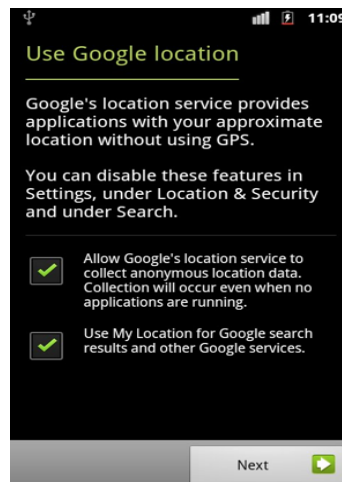 11:09
Use Google location
Google's location service provides
applications with your approximate
location without using GPS.
You can disable these features in
Settings, under Location & Security
and under Search.
Allow Google's location service to
collect anonymous location data.
Collection will occur even when no
applications are running.
Use My Location for Google search
results and other Google services.
Next